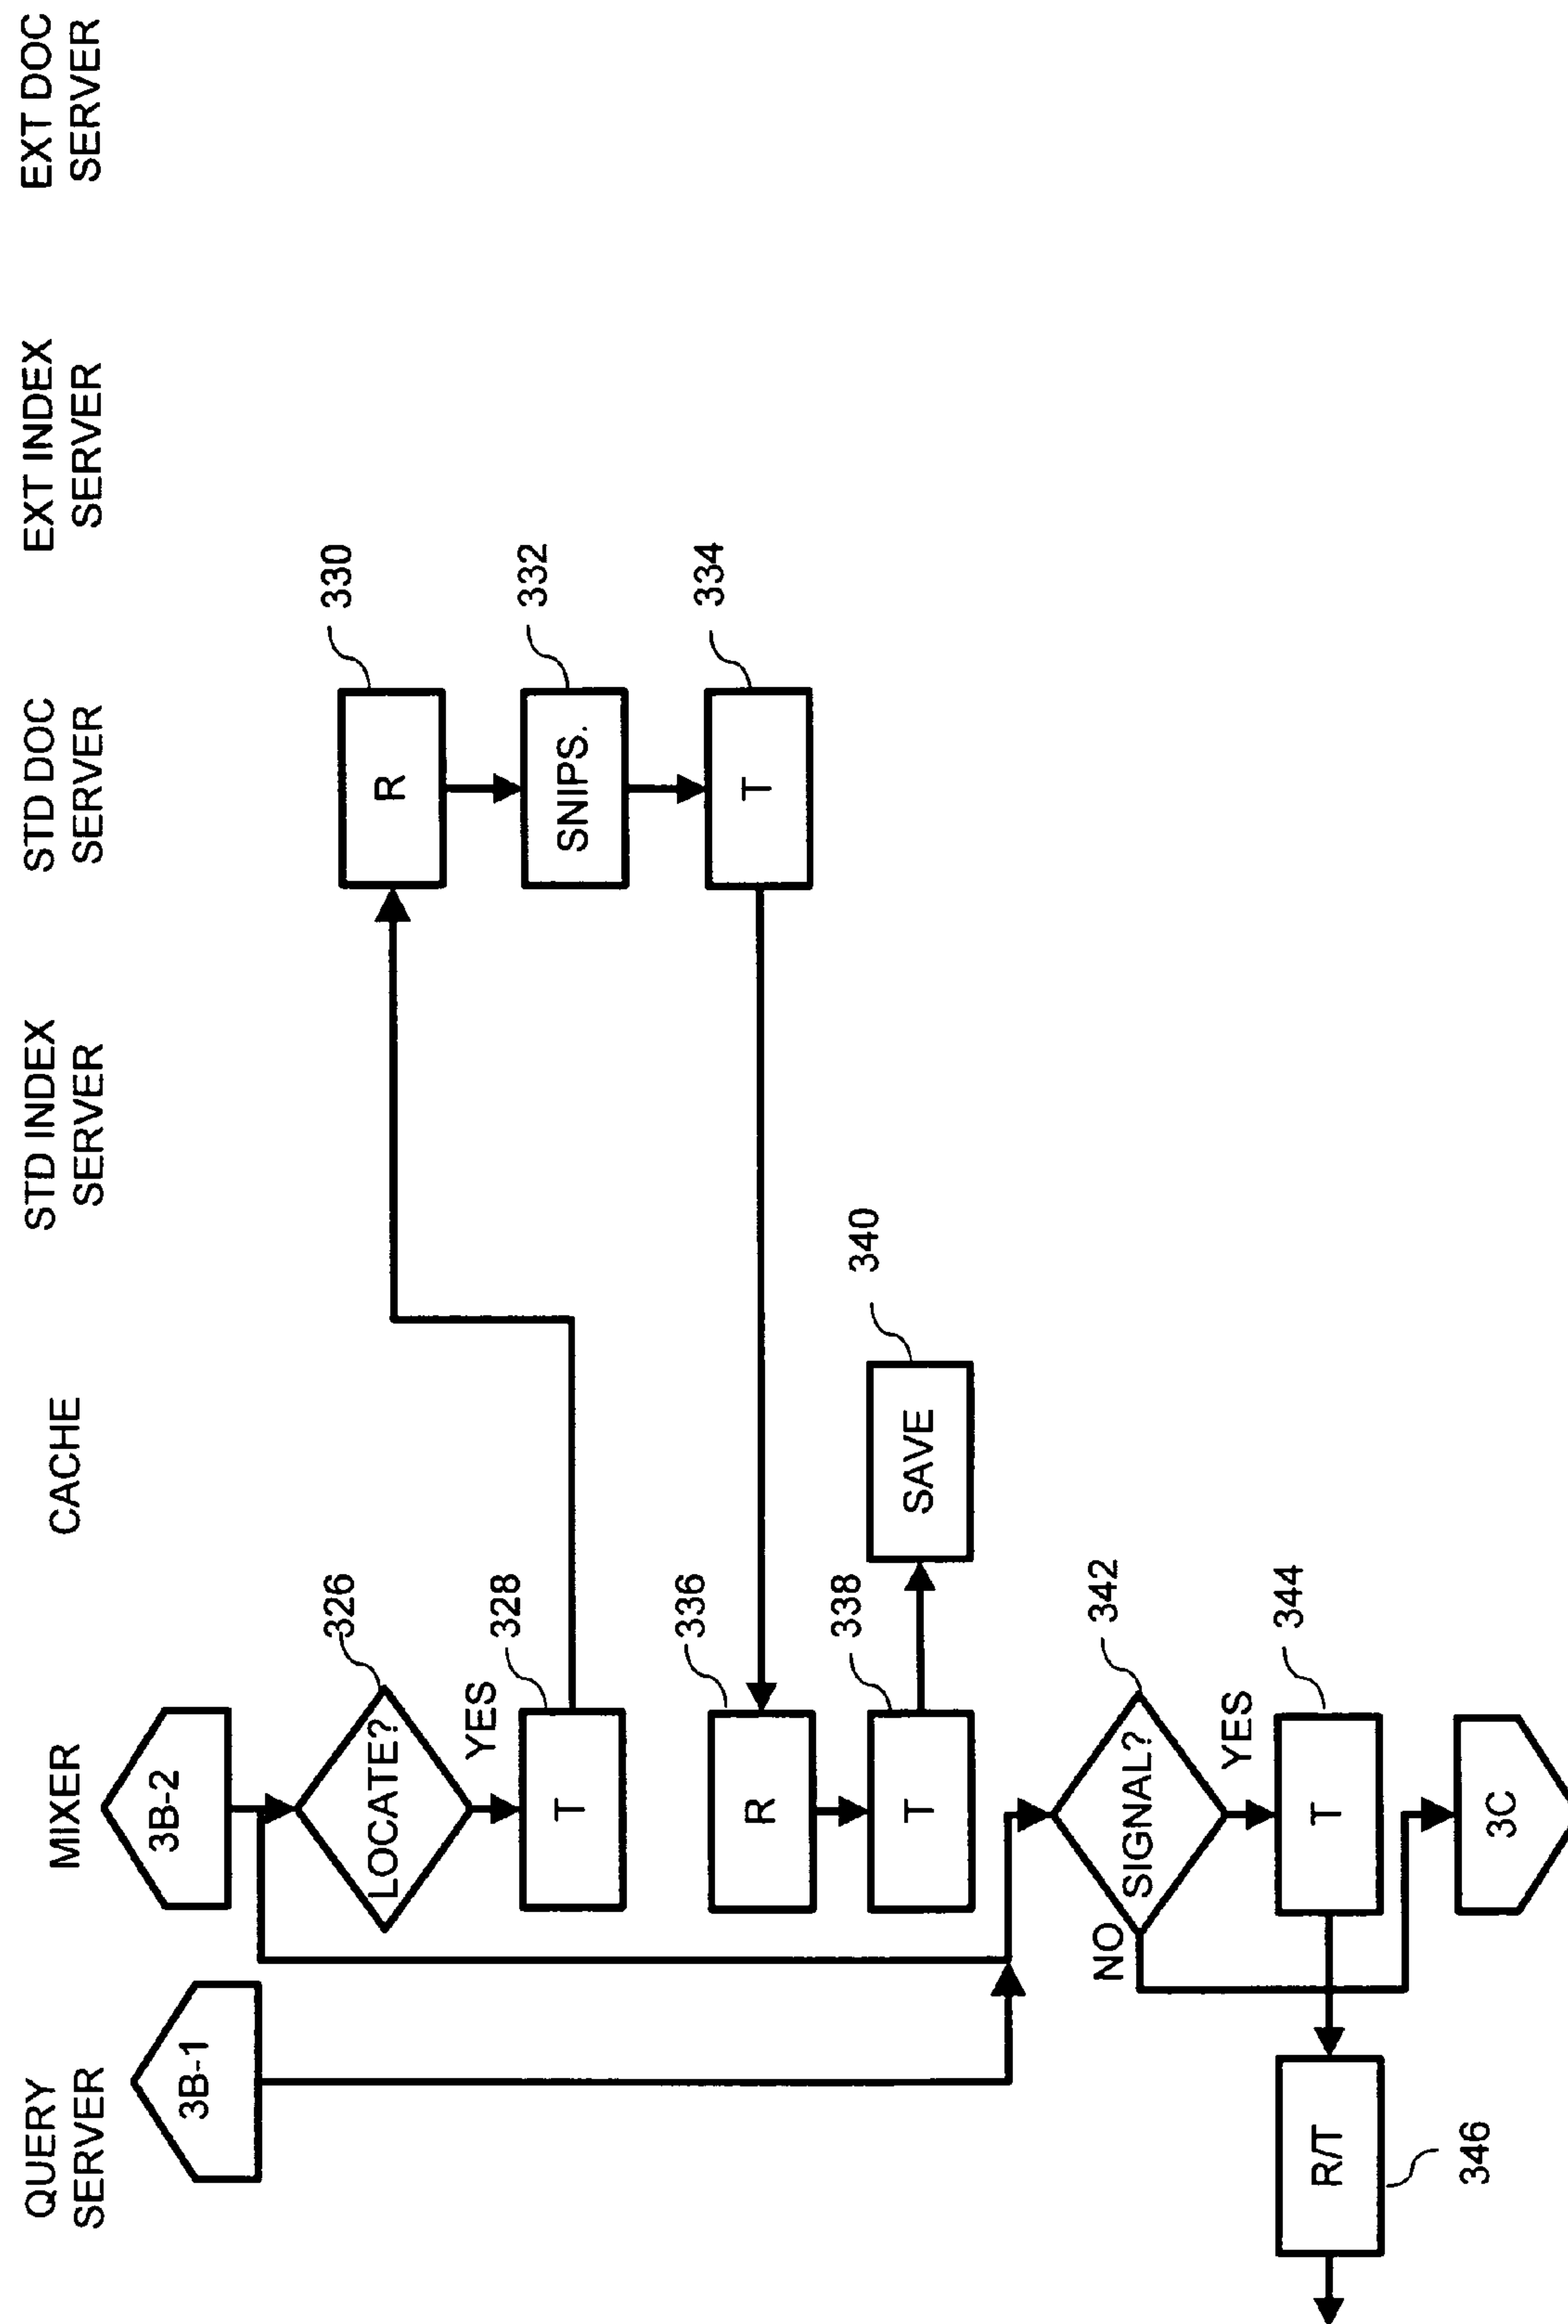 QUERY
SERVER
MIXER
CACHE
STD INDEX
SERVER
STD DOC
SERVER
EXT INDEX
SERVER
EXT DOC
SERVER
3B-1
3B-2
326
LOCATE?
YES
328
T
330
R
332
SNIPS.
334
T
336
R
338
T
340
SAVE
342
SIGNAL?
NO
YES
344
T
R/T
346
3C